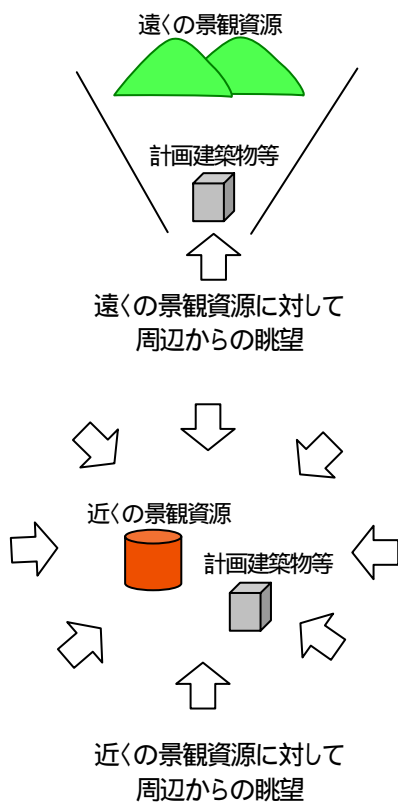 遠くの景観資源
計画建築物等
遠くの景観資源に対して
周辺からの眺望
近くの景観資源
計画建築物等
近くの景観資源に対して
周辺からの眺望